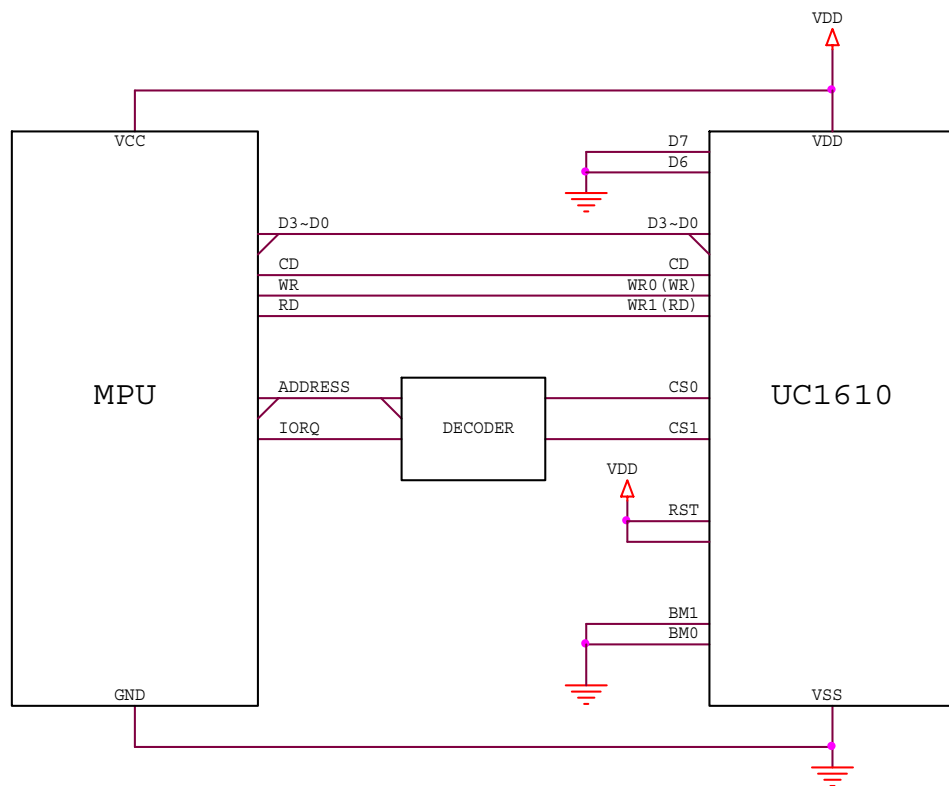 VDD
VCC
VDD
D7
D6
D3~D0
D3~D0
CD
CD
WR
WR0(WR)
RD
WR1(RD)
MPU
ADDRESS
CS0
UC1610
IORQ
DECODER
CS1
VDD
RST
BM1
BM0
GND
VSS